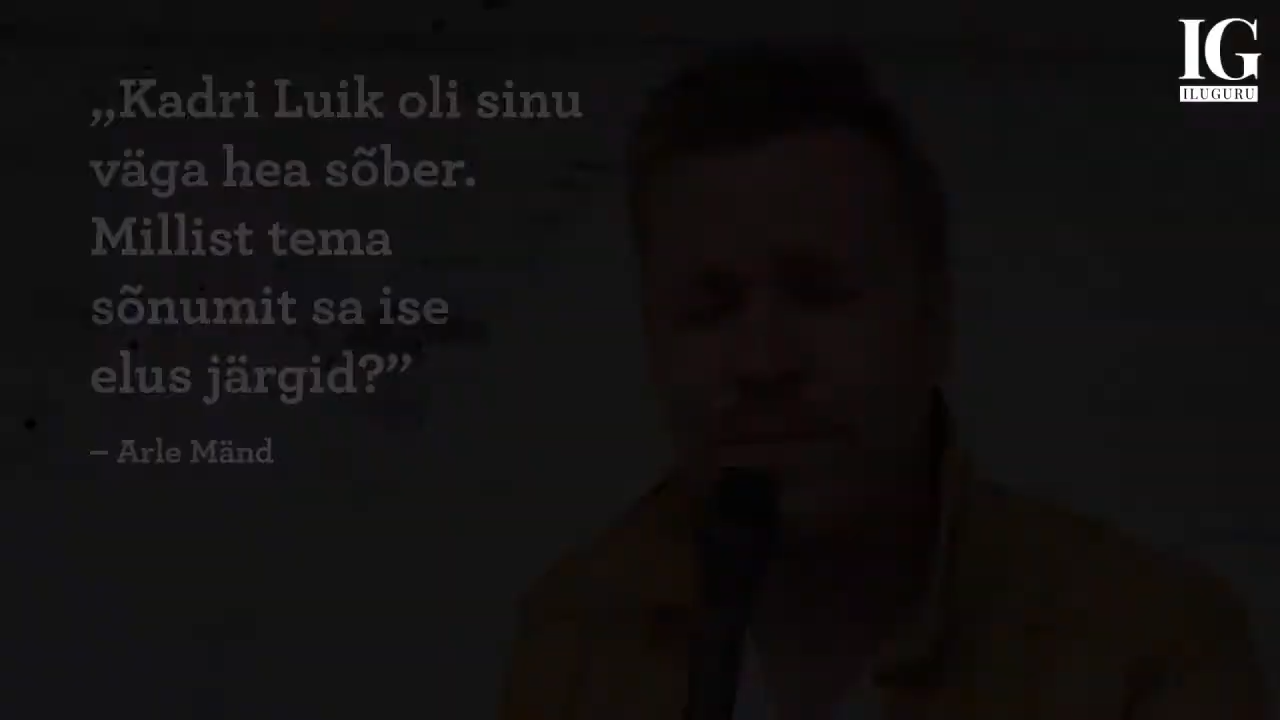 „Kadri Luik oli sinu
väga hea sõber.
Millist tema
sõnumit sa ise
elus järgid?”
– Arle Mänd
IG
ILUGURU